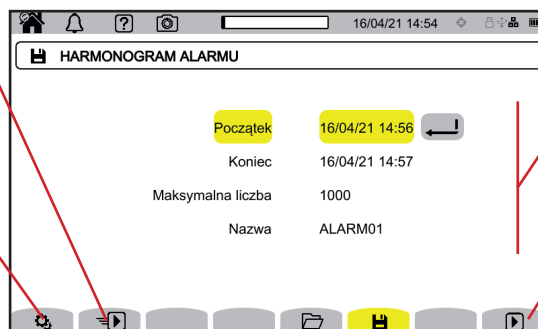 16/04/21 14:54
HARMONOGRAM ALARMU
Początek 16/04/21 14:56
Koniec 16/04/21 14:57
Maksymalna liczba 1000
Nazwa ALARM01